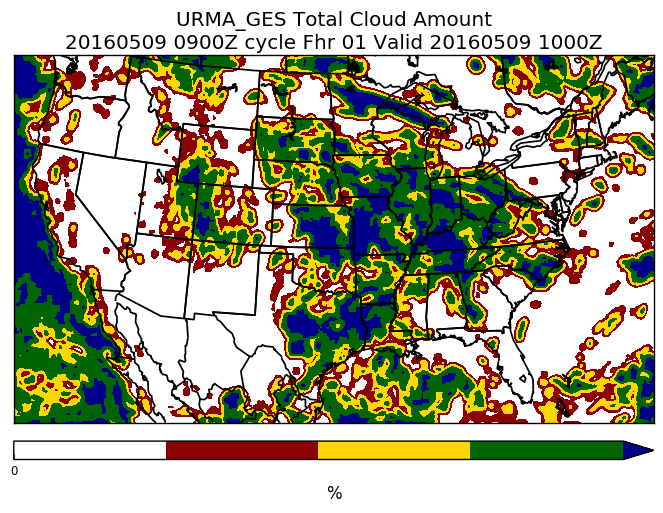 URMA_GES Total Cloud Amount
20160509 0900Z cycle Fhr 01 Valid 20160509 1000Z
0
%